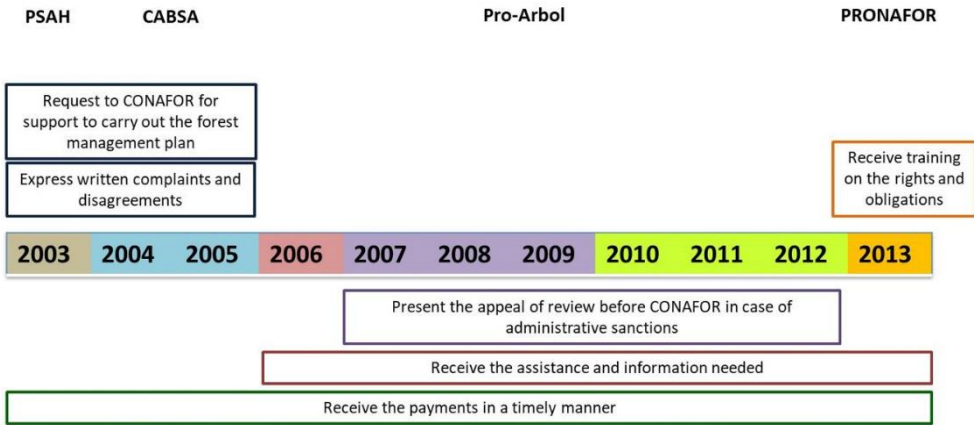 PSAH CABSA Pro-Arbol PRONAFOR
Request to CONAFOR for
support to carry out the forest
management plan
Express written complaints and
disagreements
Receive training
on the rights and
obligations
2003 2004 2005 2006 2007 2008 2009 2010 2011 2012 2013
Present the appeal of review before CONAFOR in case of
administrative sanctions
Receive the assistance and information needed
Receive the payments in a timely manner